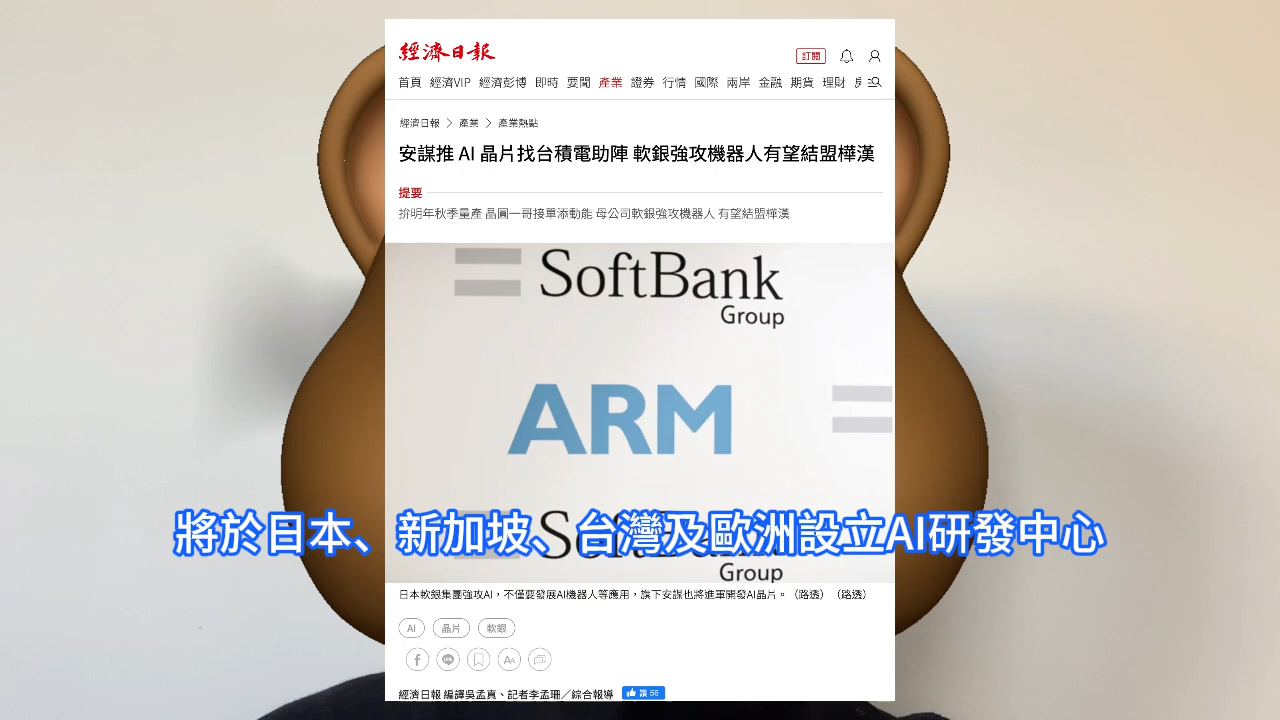 經濟日報
訂閱
首頁 經濟VIP 經濟彭博 即時 要聞 產業 證券 行情 國際 兩岸 金融 期貨 理財
經濟日報 > 產業 > 產業熱點
安謀推 AI 晶片找台積電助陣 軟銀強攻機器人有望結盟樺漢
提要
拚明年秋季量產 晶圓一哥接單添動能 母公司軟銀強攻機器人 有望結盟樺漢
SoftBank
Group
ARM
將於日本、新加坡、台灣及歐洲設立AI研發中心
Group
日本軟銀集團強攻AI，不僅要發展AI機器人等應用，旗下安謀也將進軍開發AI晶片。（路透）（路透）
AI 晶片 軟銀
經濟日報 編譯吳孟真、記者李孟珊／綜合報導 讚 56